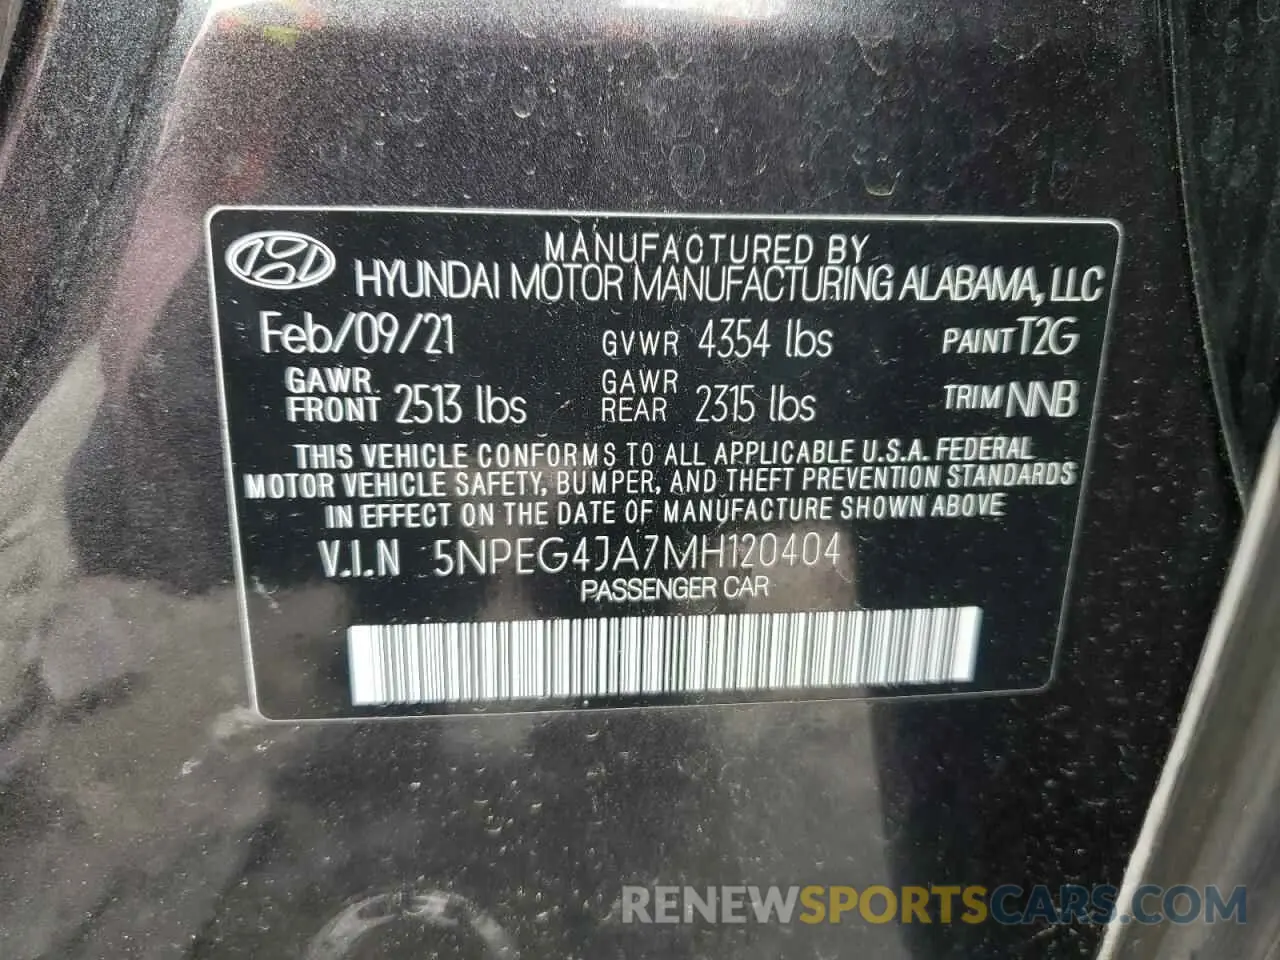 MANUFACTURED BY
HYUNDAI MOTOR MANUFACTURING ALABAMA, LLC
Feb/09/21 GVWR 4354 lbs PAINT T2G
GAWR FRONT 2513 lbs GAWR REAR 2315 lbs TRIM NNB
THIS VEHICLE CONFORMS TO ALL APPLICABLE U.S.A. FEDERAL
MOTOR VEHICLE SAFETY, BUMPER, AND THEFT PREVENTION STANDARDS
IN EFFECT ON THE DATE OF MANUFACTURE SHOWN ABOVE
V.I.N 5NPEG4JA7MH120404
PASSENGER CAR
RENEWSPORTSCARS.COM